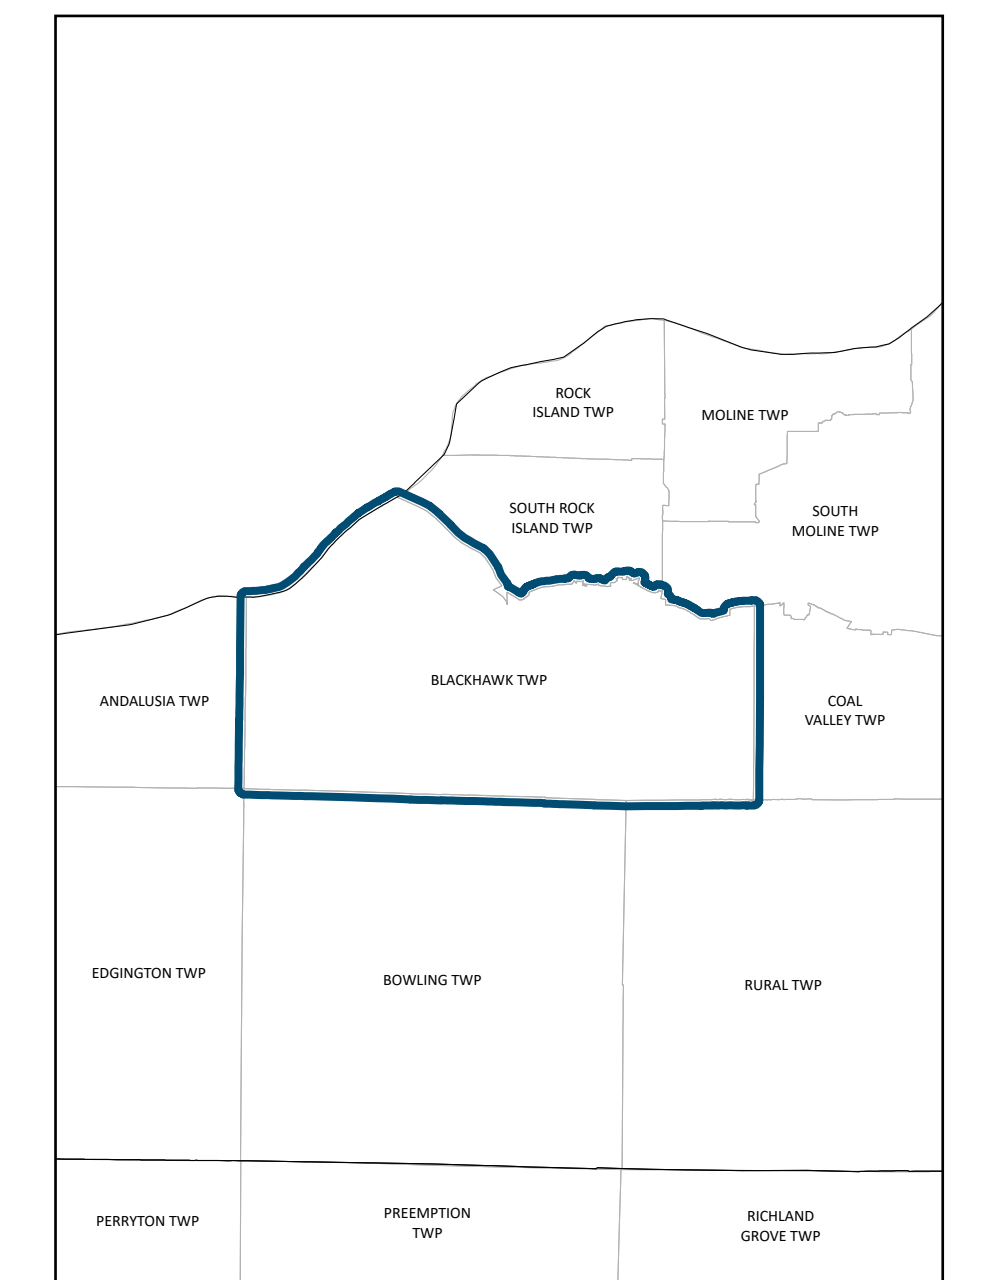 ROCK
ISLAND TWP
MOLINE TWP
SOUTH ROCK
ISLAND TWP
SOUTH
MOLINE TWP
BLACKHAWK TWP
ANDALUSIA TWP
COAL
VALLEY TWP
EDGINGTON TWP
BOWLING TWP
RURAL TWP
PERRYTON TWP
PREEMPTION
TWP
RICHLAND
GROVE TWP